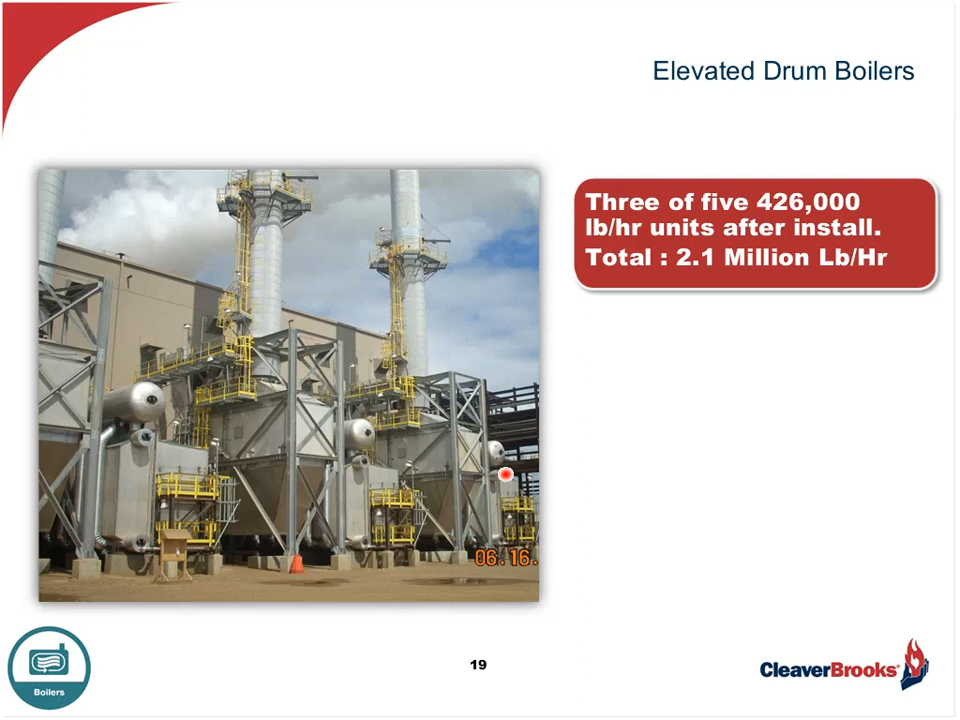 Elevated Drum Boilers
Three of five 426,000
lb/hr units after install.
Total : 2.1 Million Lb/Hr
06.16.
Boilers
19
CleaverBrooks®